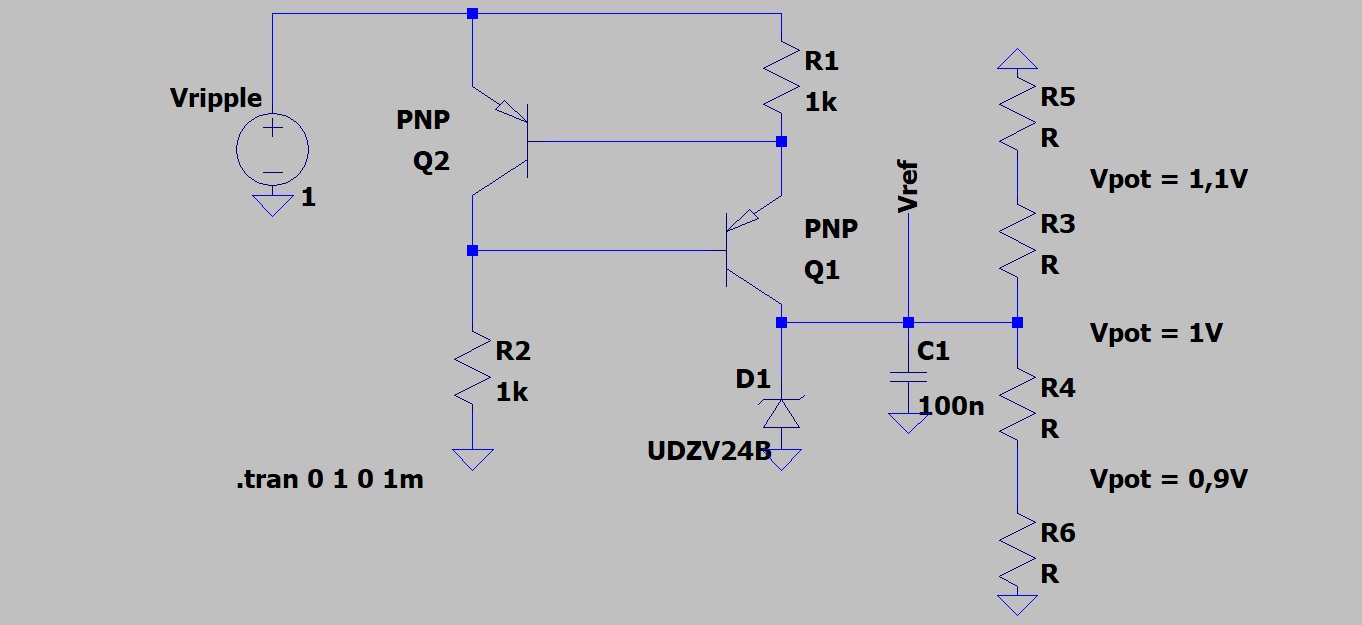 Vripple
1
PNP
Q2
R1
1k
PNP
Q1
R2
1k
.tran 0 1 0 1m
D1
UDZV24B
Vref
C1
100n
R5
R
R3
R
R4
R
R6
R
Vpot = 1,1V
Vpot = 1V
Vpot = 0,9V